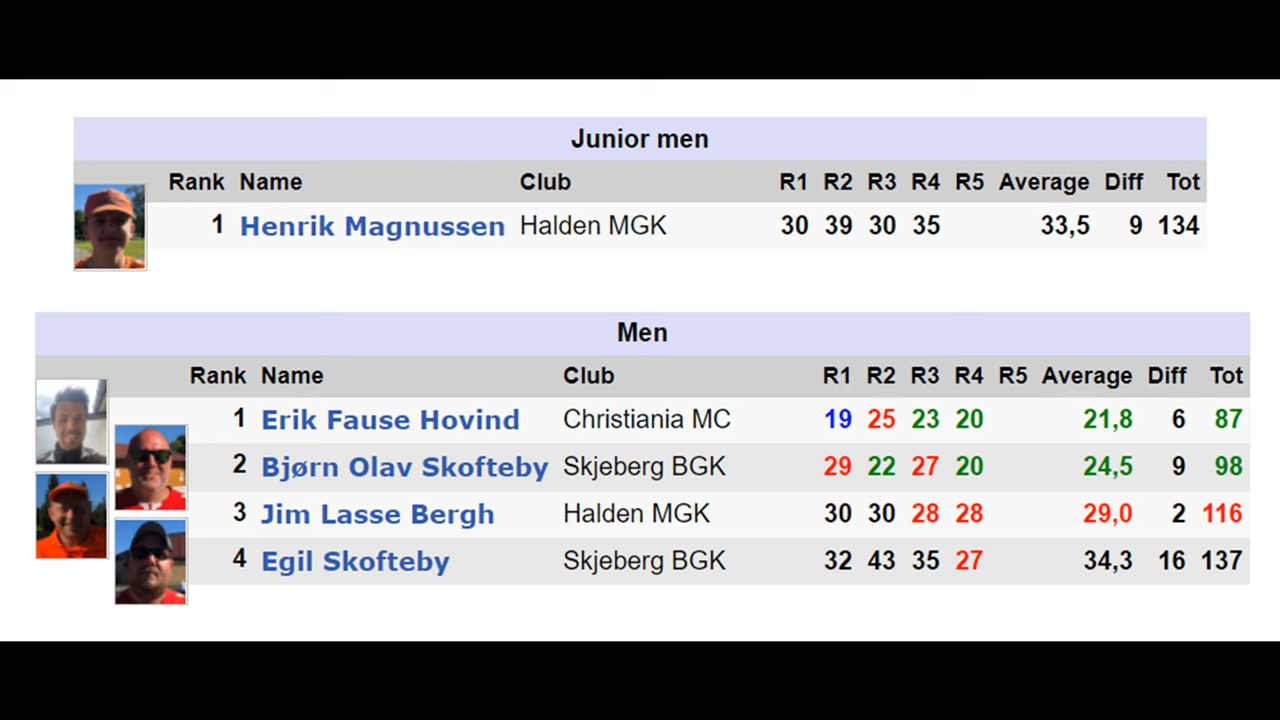 Junior men
Rank Name Club R1 R2 R3 R4 R5 Average Diff Tot
1 Henrik Magnussen Halden MGK 30 39 30 35 33,5 9 134
Men
Rank Name Club R1 R2 R3 R4 R5 Average Diff Tot
1 Erik Fause Hovind Christiania MC 19 25 23 20 21,8 6 87
2 Bjørn Olav Skofteby Skjeberg BGK 29 22 27 20 24,5 9 98
3 Jim Lasse Bergh Halden MGK 30 30 28 28 29,0 2 116
4 Egil Skofteby Skjeberg BGK 32 43 35 27 34,3 16 137